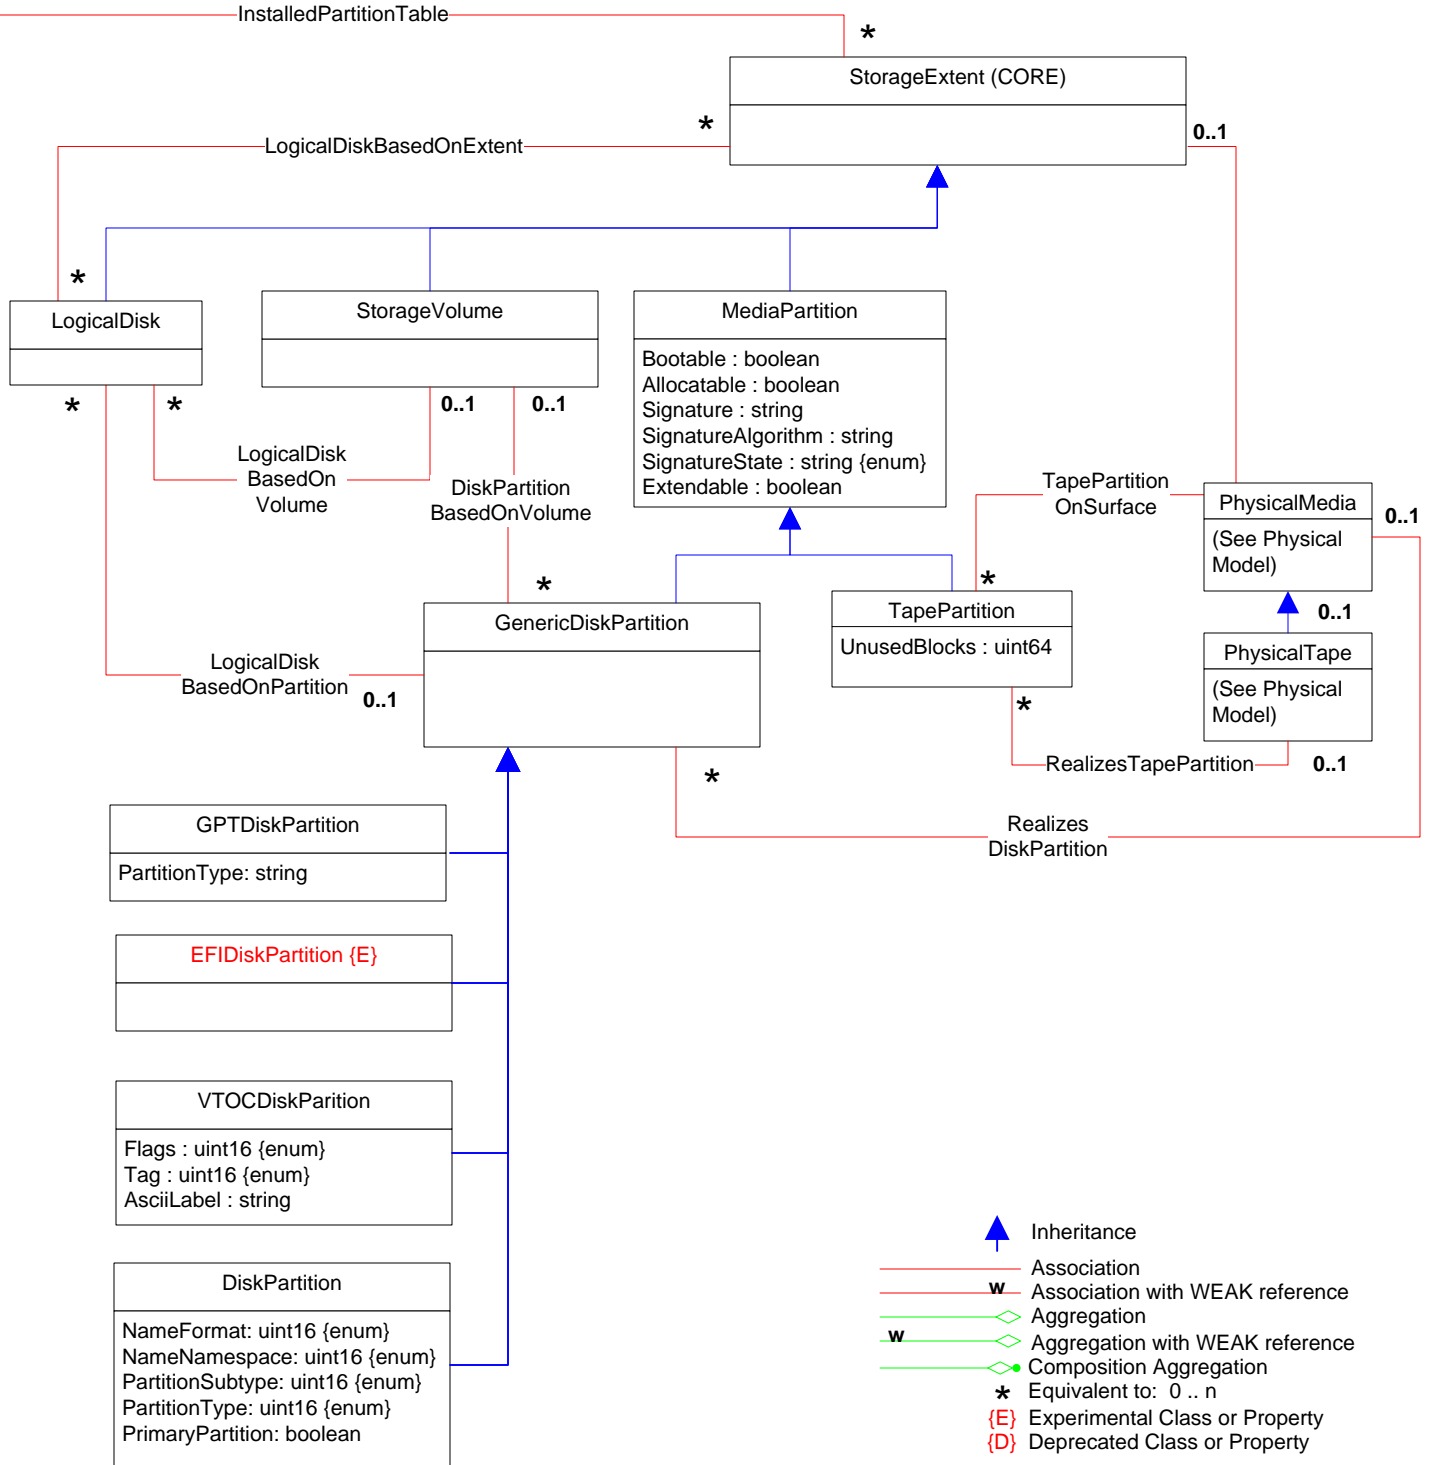 InstalledPartitionTable
*
StorageExtent (CORE)
*
0..1
LogicalDiskBasedOnExtent
*
LogicalDisk
StorageVolume
MediaPartition
Bootable : boolean
Allocatable : boolean
Signature : string
SignatureAlgorithm : string
SignatureState : string {enum}
Extendable : boolean
*
*
0..1
0..1
LogicalDisk
BasedOn
Volume
DiskPartition
BasedOnVolume
TapePartition
OnSurface
PhysicalMedia
0..1
(See Physical
Model)
*
*
GenericDiskPartition
TapePartition
UnusedBlocks : uint64
0..1
PhysicalTape
(See Physical
Model)
LogicalDisk
BasedOnPartition
0..1
*
RealizesTapePartition
0..1
*
Realizes
DiskPartition
GPTDiskPartition
PartitionType: string
EFIDiskPartition {E}
VTOCDiskParition
Flags : uint16 {enum}
Tag : uint16 {enum}
AsciiLabel : string
DiskPartition
NameFormat: uint16 {enum}
NameNamespace: uint16 {enum}
PartitionSubtype: uint16 {enum}
PartitionType: uint16 {enum}
PrimaryPartition: boolean
Inheritance
Association
w Association with WEAK reference
Aggregation
w Aggregation with WEAK reference
Composition Aggregation
* Equivalent to: 0 .. n
{E} Experimental Class or Property
{D} Deprecated Class or Property